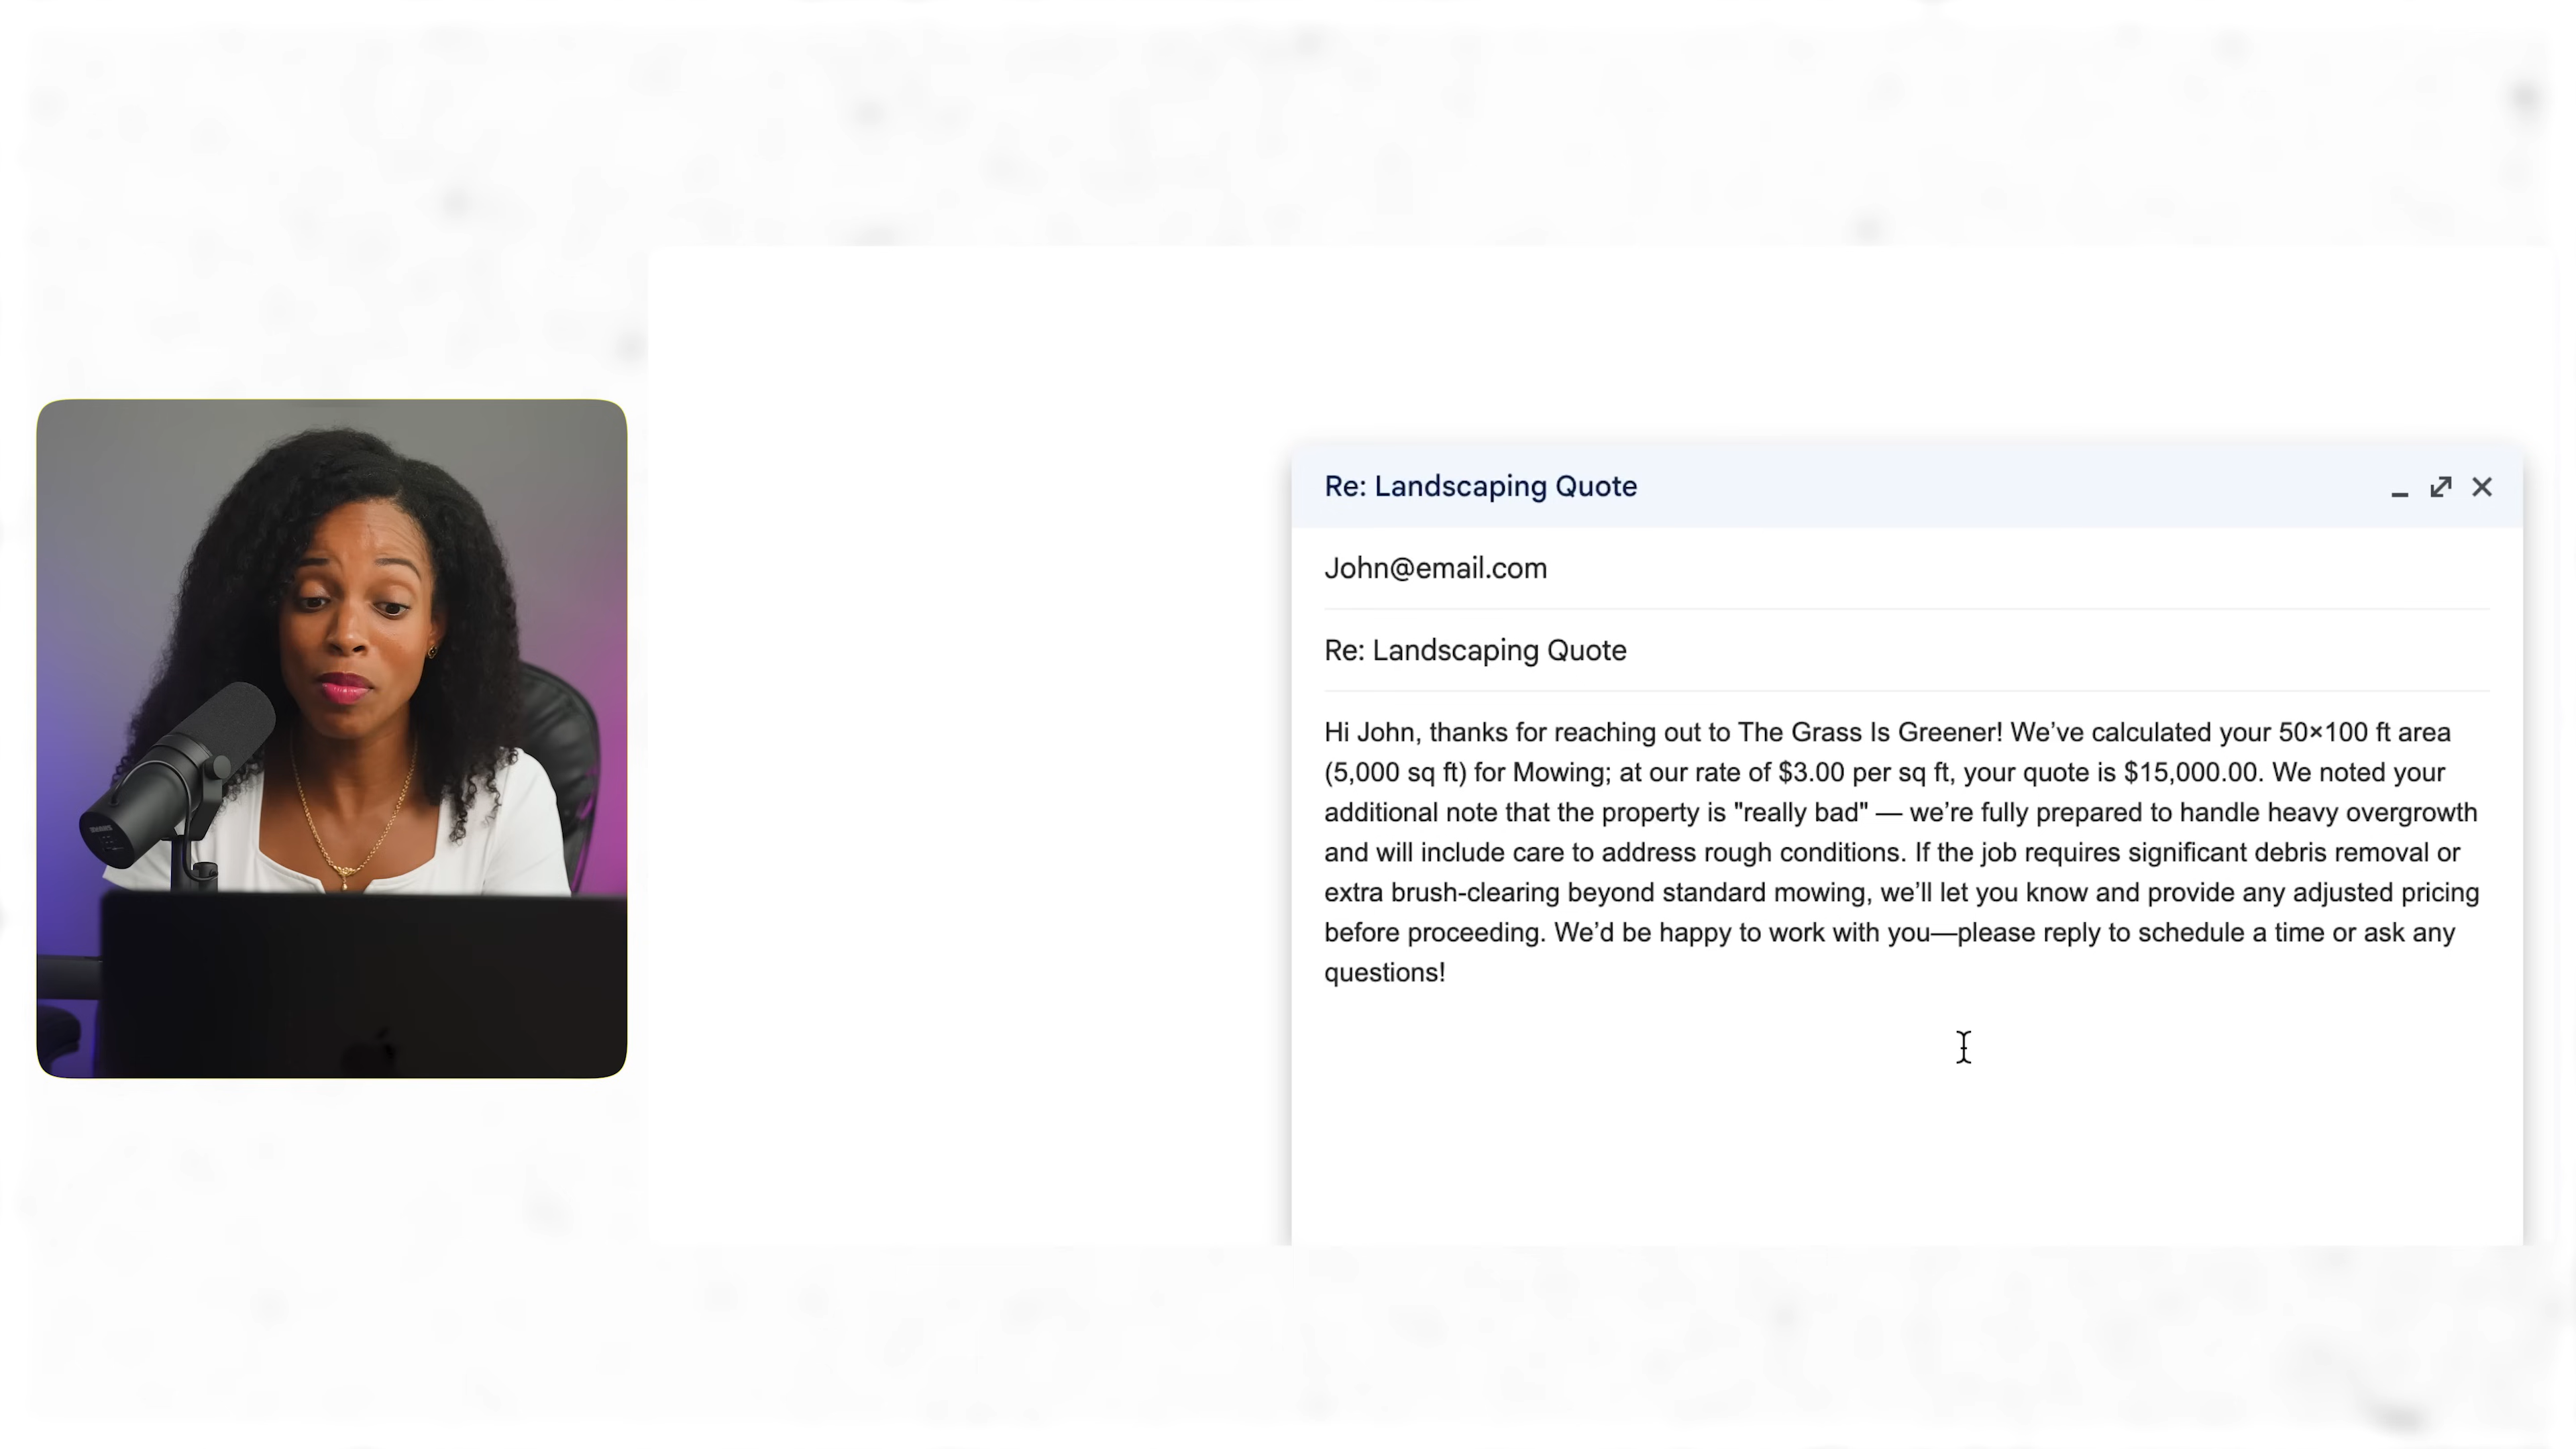 Re: Landscaping Quote
John@email.com
Re: Landscaping Quote
Hi John, thanks for reaching out to The Grass Is Greener! We’ve calculated your 50×100 ft area
(5,000 sq ft) for Mowing; at our rate of $3.00 per sq ft, your quote is $15,000.00. We noted your
additional note that the property is "really bad" — we’re fully prepared to handle heavy overgrowth
and will include care to address rough conditions. If the job requires significant debris removal or
extra brush-clearing beyond standard mowing, we’ll let you know and provide any adjusted pricing
before proceeding. We’d be happy to work with you—please reply to schedule a time or ask any
questions!